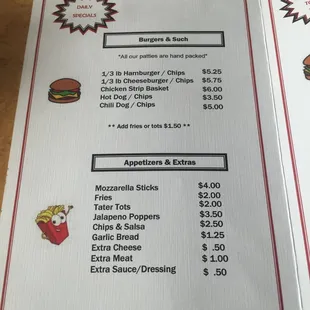 DAILY
SPECIALS
Burgers & Such
*All our patties are hand packed*
1/3 lb Hamburger / Chips $5.25
1/3 lb Cheeseburger / Chips $5.75
Chicken Strip Basket $6.00
Hot Dog / Chips $3.50
Chili Dog / Chips $5.00
** Add fries or tots $1.50 **
Appetizers & Extras
Mozzarella Sticks $4.00
Fries $2.00
Tater Tots $2.00
Jalapeno Poppers $3.50
Chips & Salsa $2.50
Garlic Bread $1.25
Extra Cheese $ .50
Extra Meat $ 1.00
Extra Sauce/Dressing $ .50